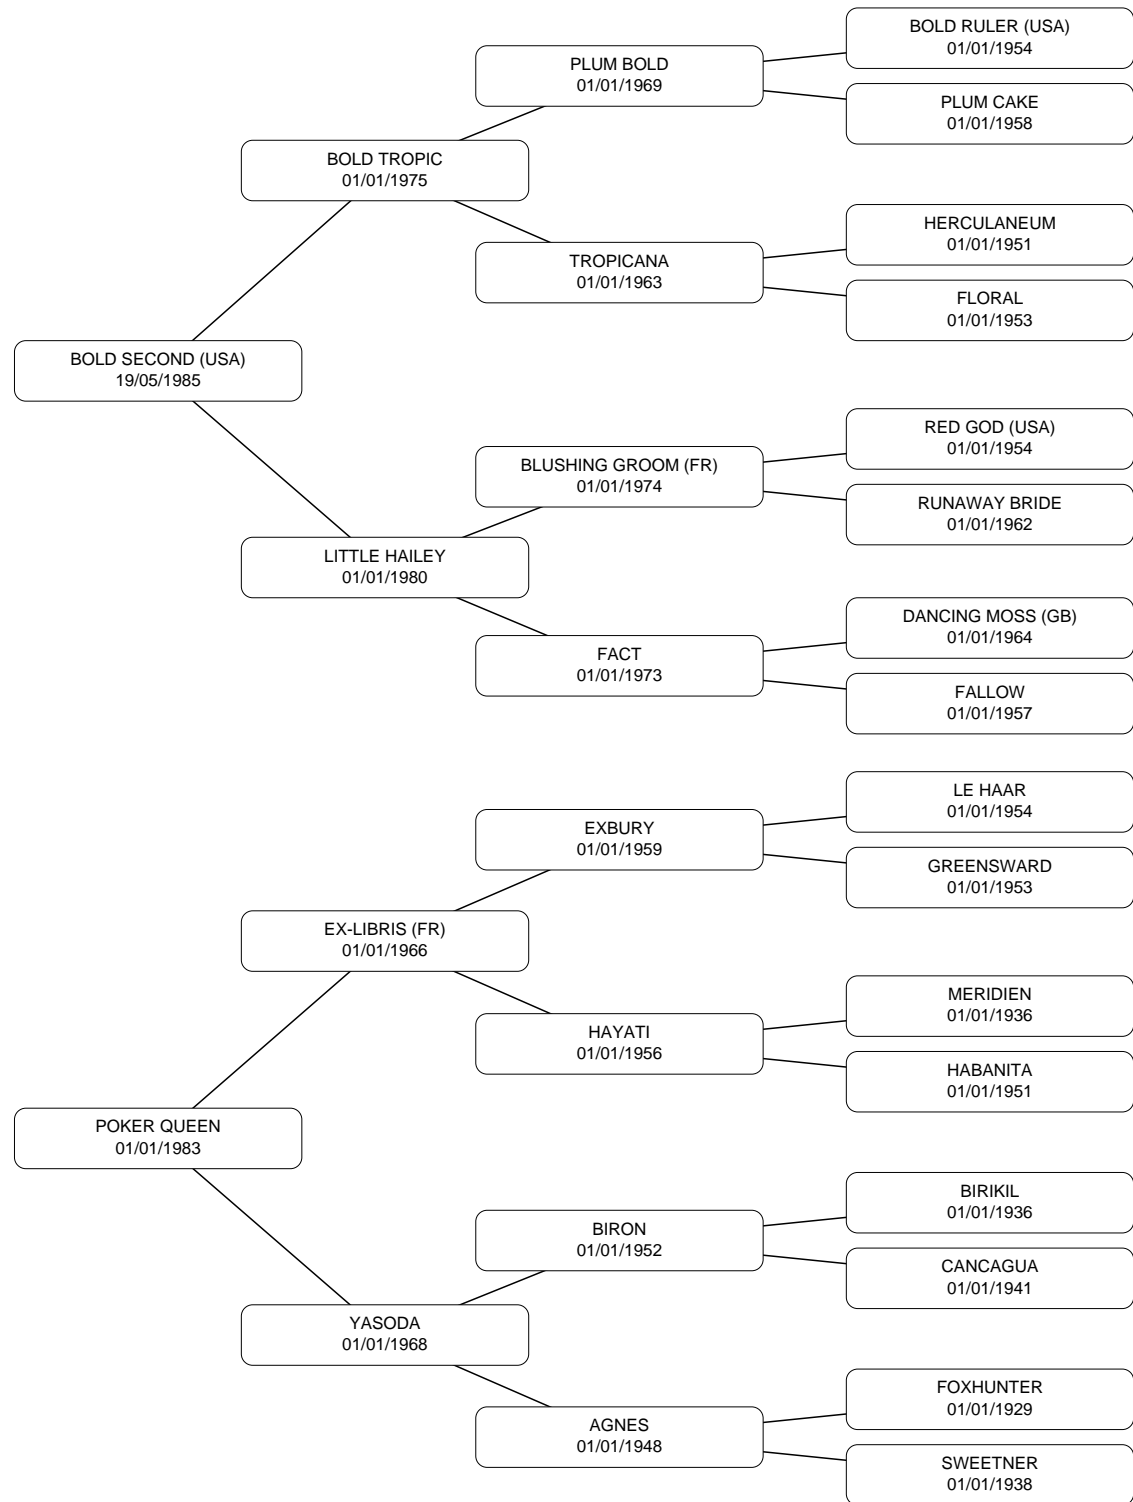 BOLD RULER (USA)
01/01/1954
PLUM BOLD
01/01/1969
PLUM CAKE
01/01/1958
BOLD TROPIC
01/01/1975
HERCULANEUM
01/01/1951
TROPICANA
01/01/1963
FLORAL
01/01/1953
BOLD SECOND (USA)
19/05/1985
RED GOD (USA)
01/01/1954
BLUSHING GROOM (FR)
01/01/1974
RUNAWAY BRIDE
01/01/1962
LITTLE HAILEY
01/01/1980
DANCING MOSS (GB)
01/01/1964
FACT
01/01/1973
FALLOW
01/01/1957
LE HAAR
01/01/1954
EXBURY
01/01/1959
GREENSWARD
01/01/1953
EX-LIBRIS (FR)
01/01/1966
MERIDIEN
01/01/1936
HAYATI
01/01/1956
HABANITA
01/01/1951
POKER QUEEN
01/01/1983
BIRIKIL
01/01/1936
BIRON
01/01/1952
CANCAGUA
01/01/1941
YASODA
01/01/1968
FOXHUNTER
01/01/1929
AGNES
01/01/1948
SWEETNER
01/01/1938